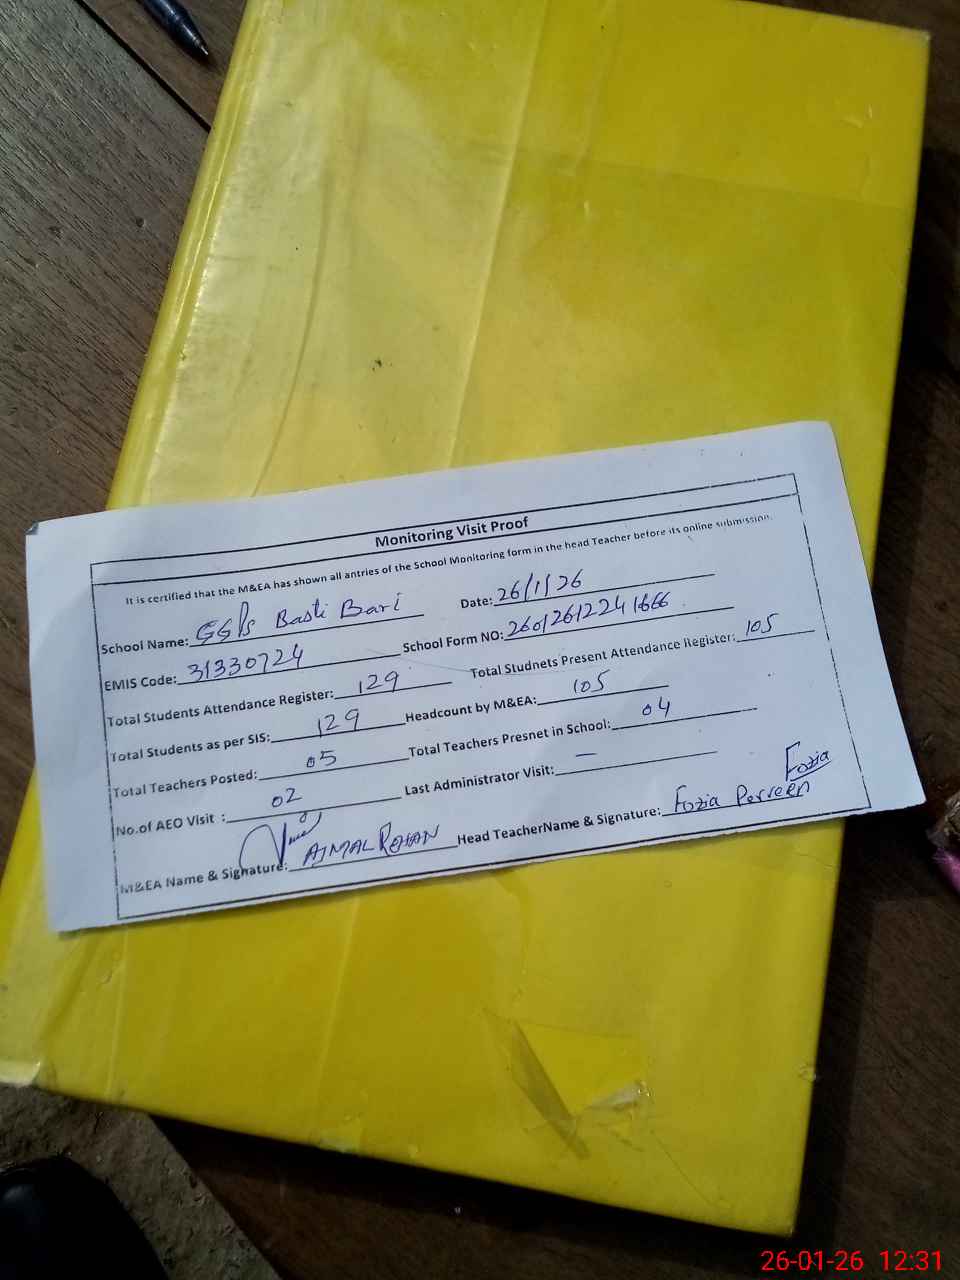 Monitoring Visit Proof
It is certified that the M&EA has shown all antries of the School Monitoring form in the head Teacher before its online submission.
School Name: GGPS Basti Bari Date: 26/1/26
EMIS Code: 31330724 School Form NO: 26012612241666
Total Students Attendance Register: 129 Total Studnets Present Attendance Register: 105
Total Students as per SIS: 129 Headcount by M&EA: 105
Total Teachers Posted: 05 Total Teachers Presnet in School: 04
No.of AEO Visit : 02 Last Administrator Visit: —
M&EA Name & Signature: AJMAL REHAN Head TeacherName & Signature: Fozia Perveen Fozia
26-01-26 12:31